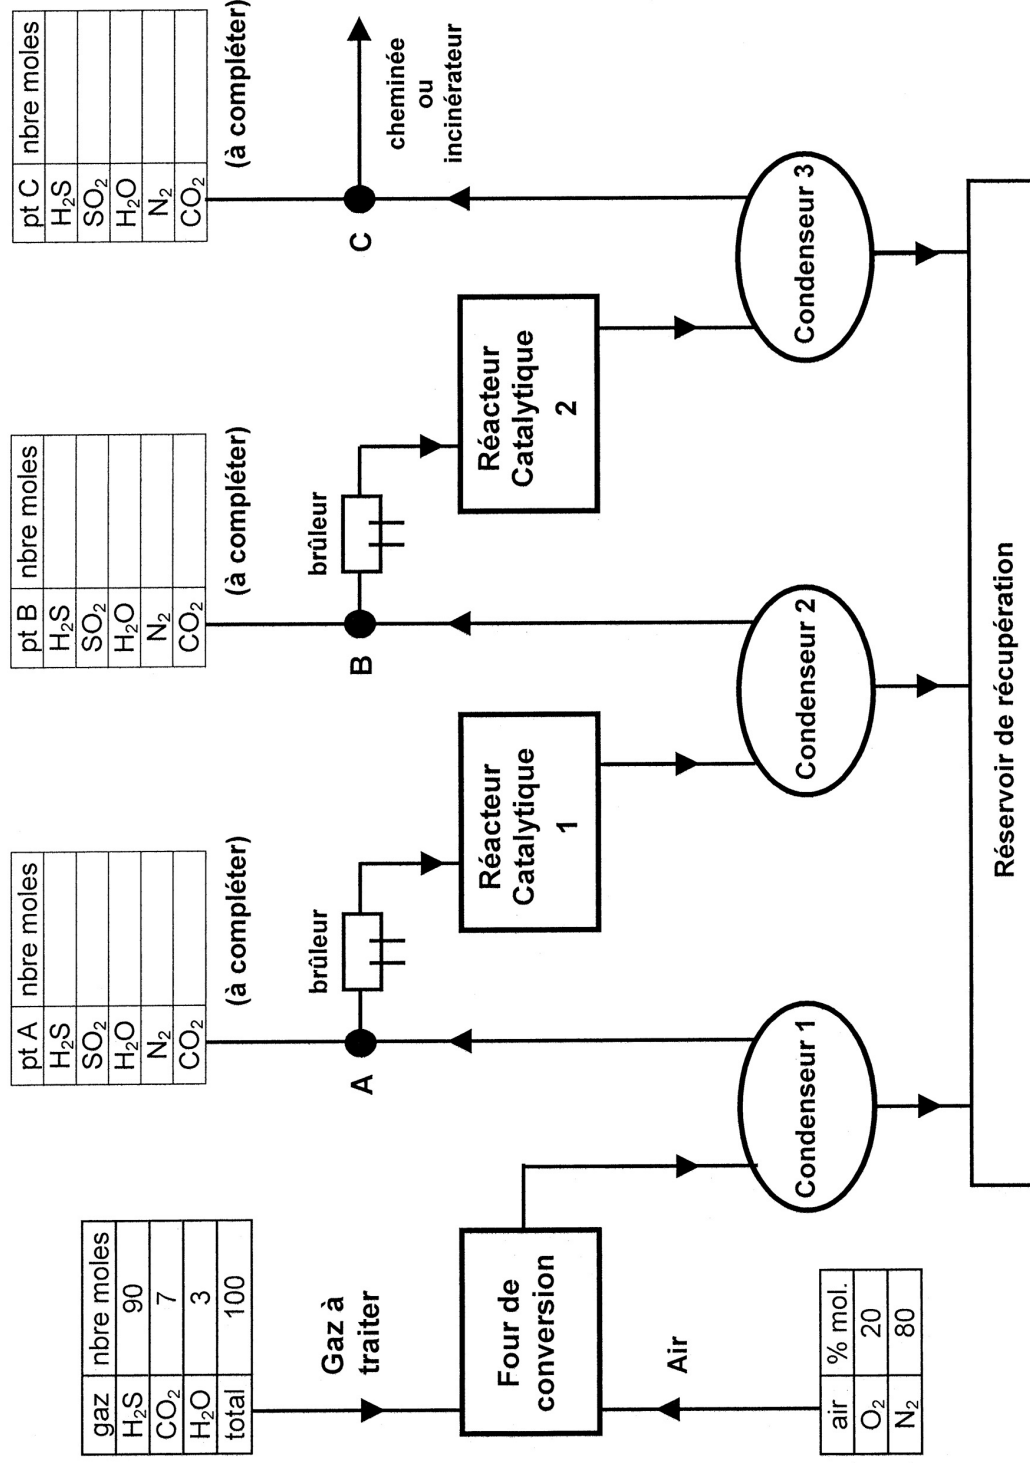 gaz nbre moles
H₂S 90
CO₂ 7
H₂O 3
total 100
Gaz à
traiter
Four de
conversion
Air
air % mol.
O₂ 20
N₂ 80
pt A nbre moles
H₂S
SO₂
H₂O
N₂
CO₂
(à compléter)
A
brûleur
Réacteur
Catalytique
1
Condenseur 1
pt B nbre moles
H₂S
SO₂
H₂O
N₂
CO₂
(à compléter)
B
brûleur
Réacteur
Catalytique
2
Condenseur 2
pt C nbre moles
H₂S
SO₂
H₂O
N₂
CO₂
(à compléter)
C
cheminée
ou
incinérateur
Condenseur 3
Réservoir de récupération